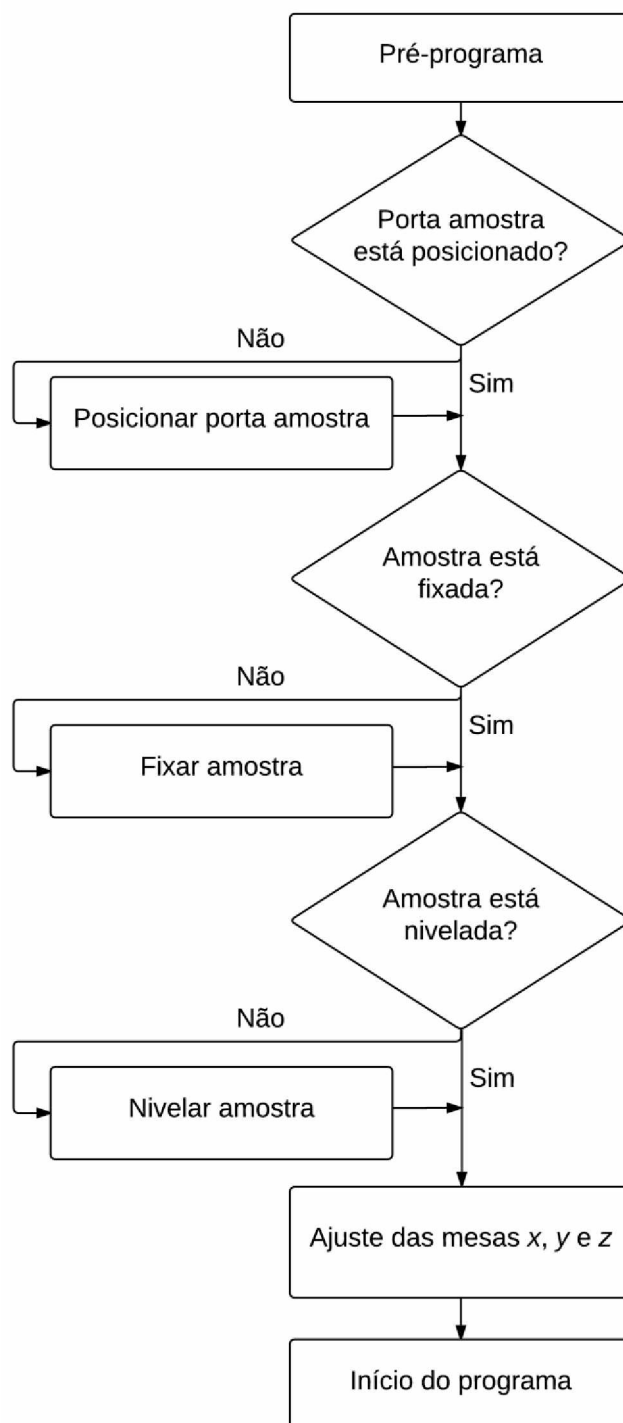 Pré-programa
Porta amostra
está posicionado?
Não
Sim
Posicionar porta amostra
Amostra está
fixada?
Não
Sim
Fixar amostra
Amostra está
nivelada?
Não
Sim
Nivelar amostra
Ajuste das mesas x, y e z
Início do programa